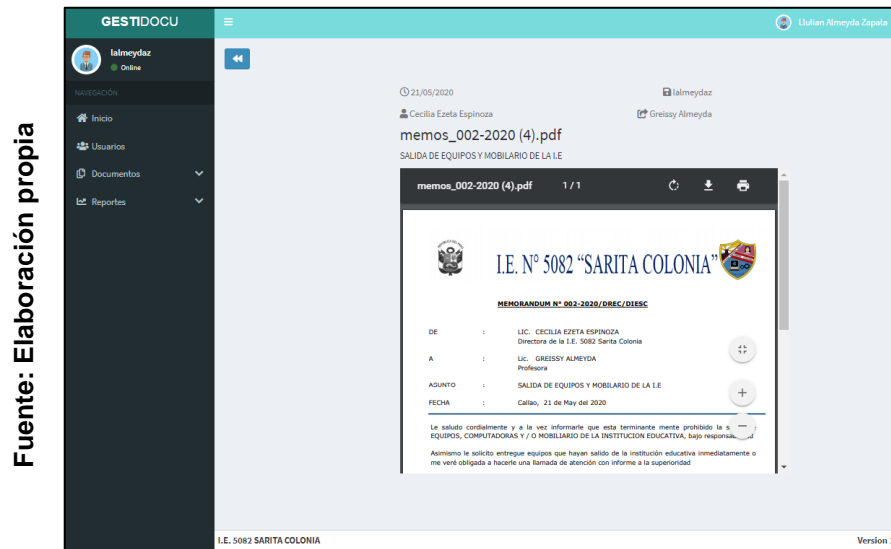 Fuente: Elaboración propia
GESTIDOCU
Llulian Almeyda Zapata
lalmeydaz
Online
NAVEGACIÓN
Inicio
Usuarios
Documentos
Reportes
21/05/2020 lalmeydaz
Cecilia Ezeta Espinoza Greissy Almeyda
memos_002-2020 (4).pdf
SALIDA DE EQUIPOS Y MOBILARIO DE LA I.E
memos_002-2020 (4).pdf 1 / 1
I.E. N° 5082 “SARITA COLONIA”
MEMORANDUM N° 002-2020/DREC/DIESC
DE : LIC. CECILIA EZETA ESPINOZA
Directora de la I.E. 5082 Sarita Colonia
A : Lic. GREISSY ALMEYDA
Profesora
ASUNTO : SALIDA DE EQUIPOS Y MOBILARIO DE LA I.E
FECHA : Callao, 21 de May del 2020
Le saludo cordialmente y a la vez informarle que esta terminante mente prohibido la
EQUIPOS, COMPUTADORAS Y / O MOBILIARIO DE LA INSTITUCION EDUCATIVA, bajo
Asimismo le solicito entregue equipos que hayan salido de la institución educativa inmediatamente o
me veré obligada a hacerle una llamada de atención con informe a la superioridad
I.E. 5082 SARITA COLONIA
Version